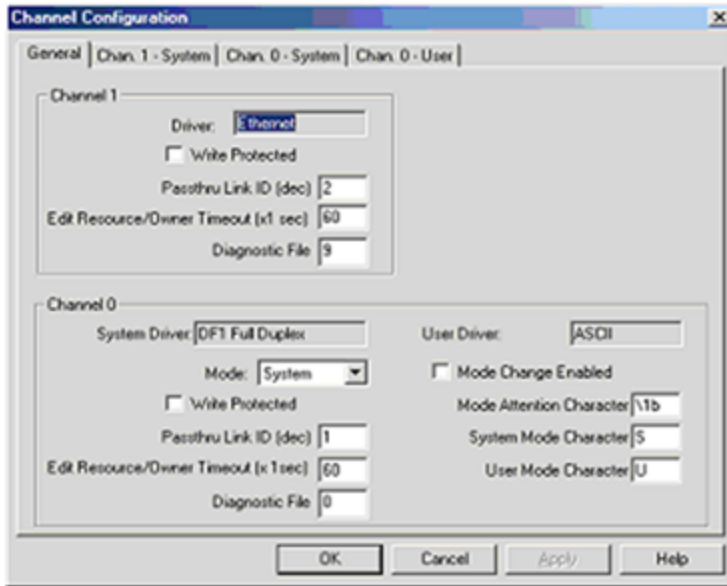 Channel Configuration
General Chan. 1 - System Chan. 0 - System Chan. 0 - User
Channel 1
Driver: Ethernet
Write Protected
Passthru Link ID (dec) 2
Edit Resource/Owner Timeout (x1 sec) 60
Diagnostic File 9
Channel 0
System Driver: DF1 Full Duplex User Driver: ASCII
Mode: System Mode Change Enabled
Write Protected Mode Attention Character \1b
Passthru Link ID (dec) 1 System Mode Character S
Edit Resource/Owner Timeout (x1sec) 60 User Mode Character U
Diagnostic File 0
OK Cancel Apply Help